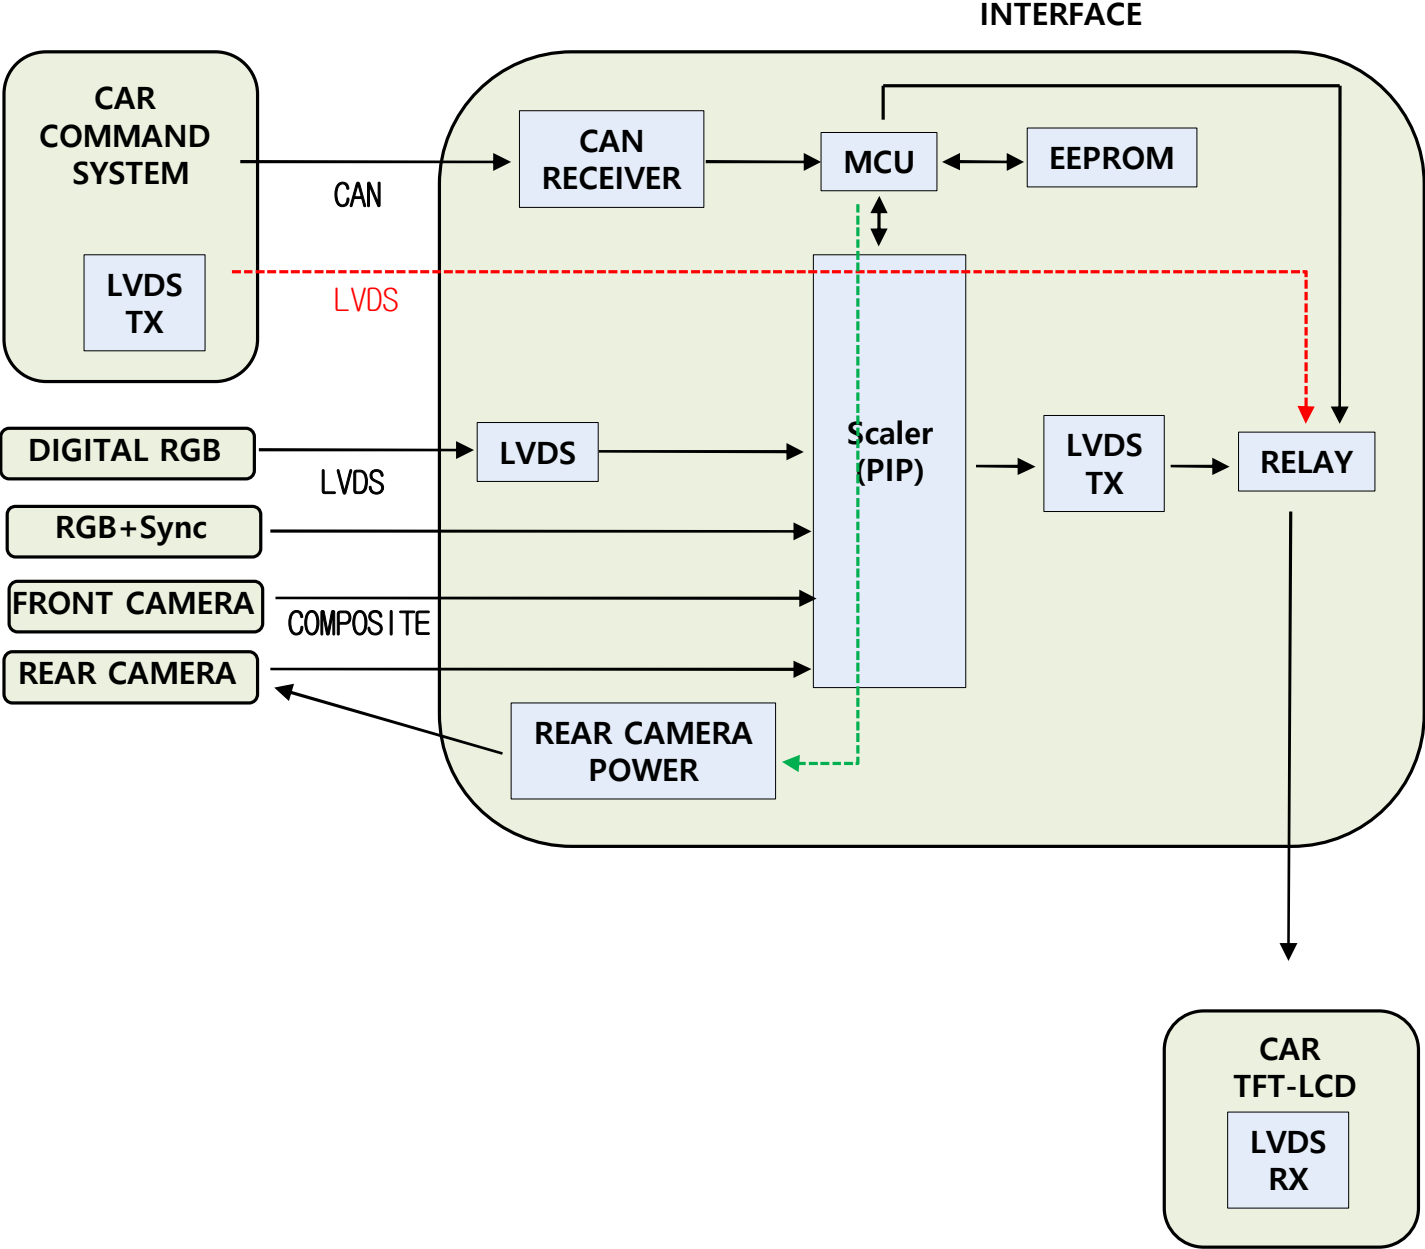 INTERFACE
CAR
COMMAND
SYSTEM
CAN
CAN
RECEIVER
MCU
EEPROM
LVDS
TX
LVDS
DIGITAL RGB
LVDS
LVDS
Scaler
(PIP)
LVDS
TX
RELAY
RGB+Sync
FRONT CAMERA
COMPOSITE
REAR CAMERA
REAR CAMERA
POWER
CAR
TFT-LCD
LVDS
RX